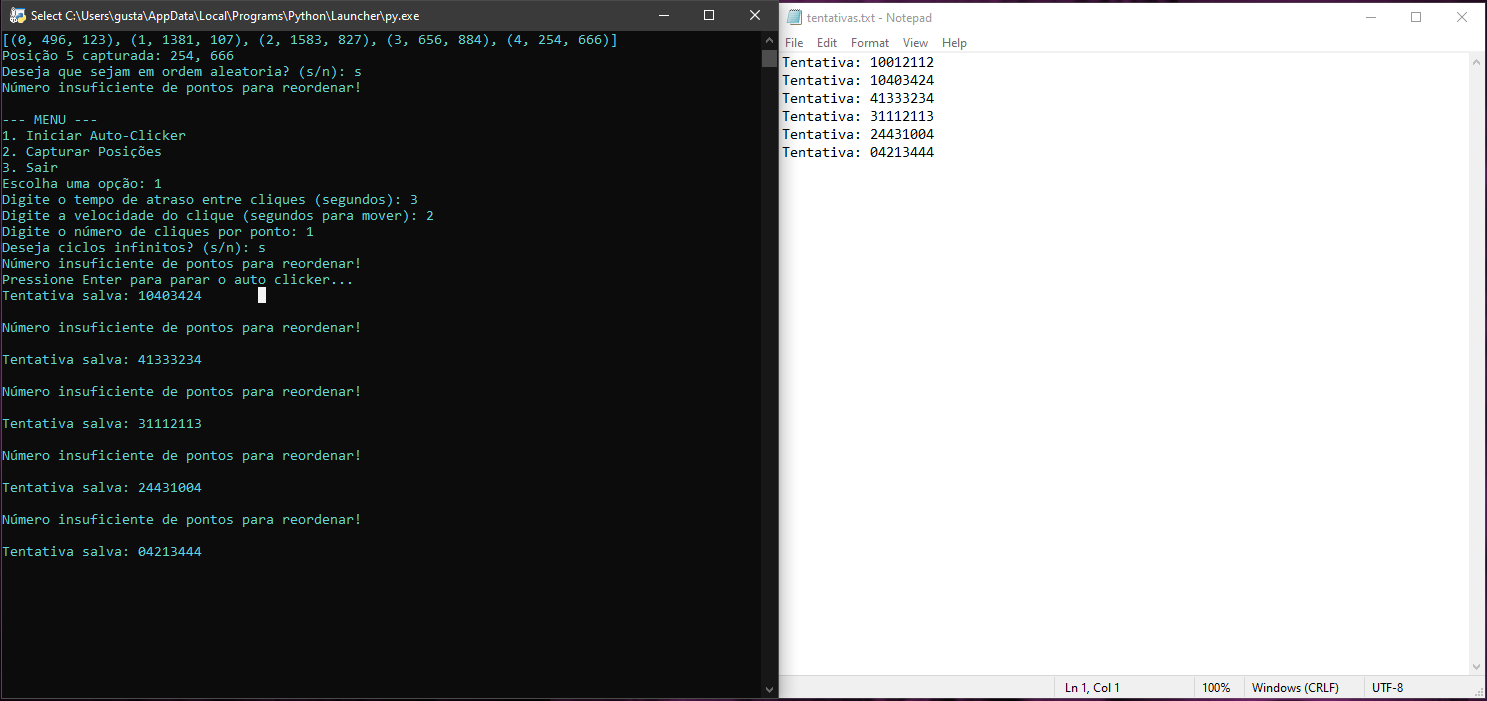 Select C:\Users\gusta\AppData\Local\Programs\Python\Launcher\py.exe
[(0, 496, 123), (1, 1381, 107), (2, 1583, 827), (3, 656, 884), (4, 254, 666)]
Posição 5 capturada: 254, 666
Deseja que sejam em ordem aleatoria? (s/n): s
Número insuficiente de pontos para reordenar!
--- MENU ---
1. Iniciar Auto-Clicker
2. Capturar Posições
3. Sair
Escolha uma opção: 1
Digite o tempo de atraso entre cliques (segundos): 3
Digite a velocidade do clique (segundos para mover): 2
Digite o número de cliques por ponto: 1
Deseja ciclos infinitos? (s/n): s
Número insuficiente de pontos para reordenar!
Pressione Enter para parar o auto clicker...
Tentativa salva: 10403424
Número insuficiente de pontos para reordenar!
Tentativa salva: 41333234
Número insuficiente de pontos para reordenar!
Tentativa salva: 31112113
Número insuficiente de pontos para reordenar!
Tentativa salva: 24431004
Número insuficiente de pontos para reordenar!
Tentativa salva: 04213444
tentativas.txt - Notepad
File Edit Format View Help
Tentativa: 10012112
Tentativa: 10403424
Tentativa: 41333234
Tentativa: 31112113
Tentativa: 24431004
Tentativa: 04213444
Ln 1, Col 1 100% Windows (CRLF) UTF-8